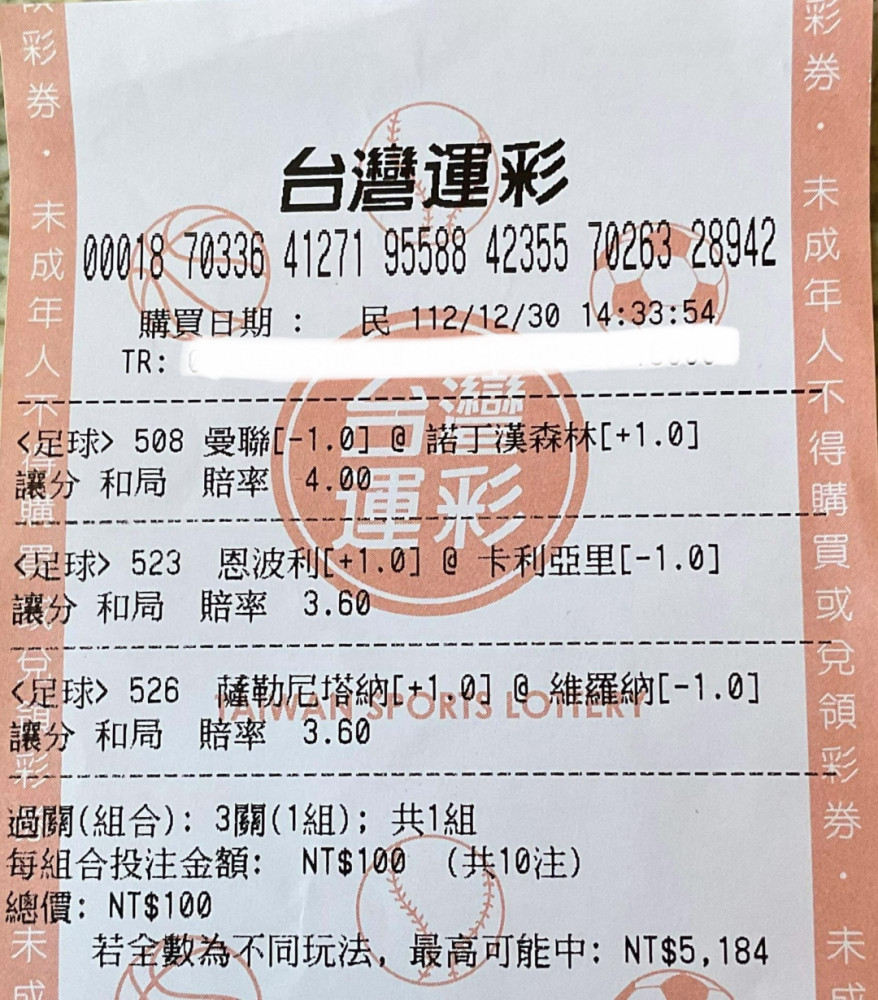 台灣運彩
00018 70336 41271 95588 42355 70263 28942
購買日期： 民 112/12/30 14:33:54
TR:
台灣
運彩
<足球> 508 曼聯[-1.0] @ 諾丁漢森林[+1.0]
讓分 和局 賠率 4.00
<足球> 523 恩波利[+1.0] @ 卡利亞里[-1.0]
讓分 和局 賠率 3.60
<足球> 526 薩勒尼塔納[+1.0] @ 維羅納[-1.0]
TAIWAN SPORTS LOTTERY
讓分 和局 賠率 3.60
過關(組合): 3關(1組); 共1組
每組合投注金額: NT$100 (共10注)
總價: NT$100
若全數為不同玩法, 最高可能中: NT$5,184
彩券・未成年人不得購買或兌領彩・未成
彩券・未成年人不得購買或兌領彩券・未成